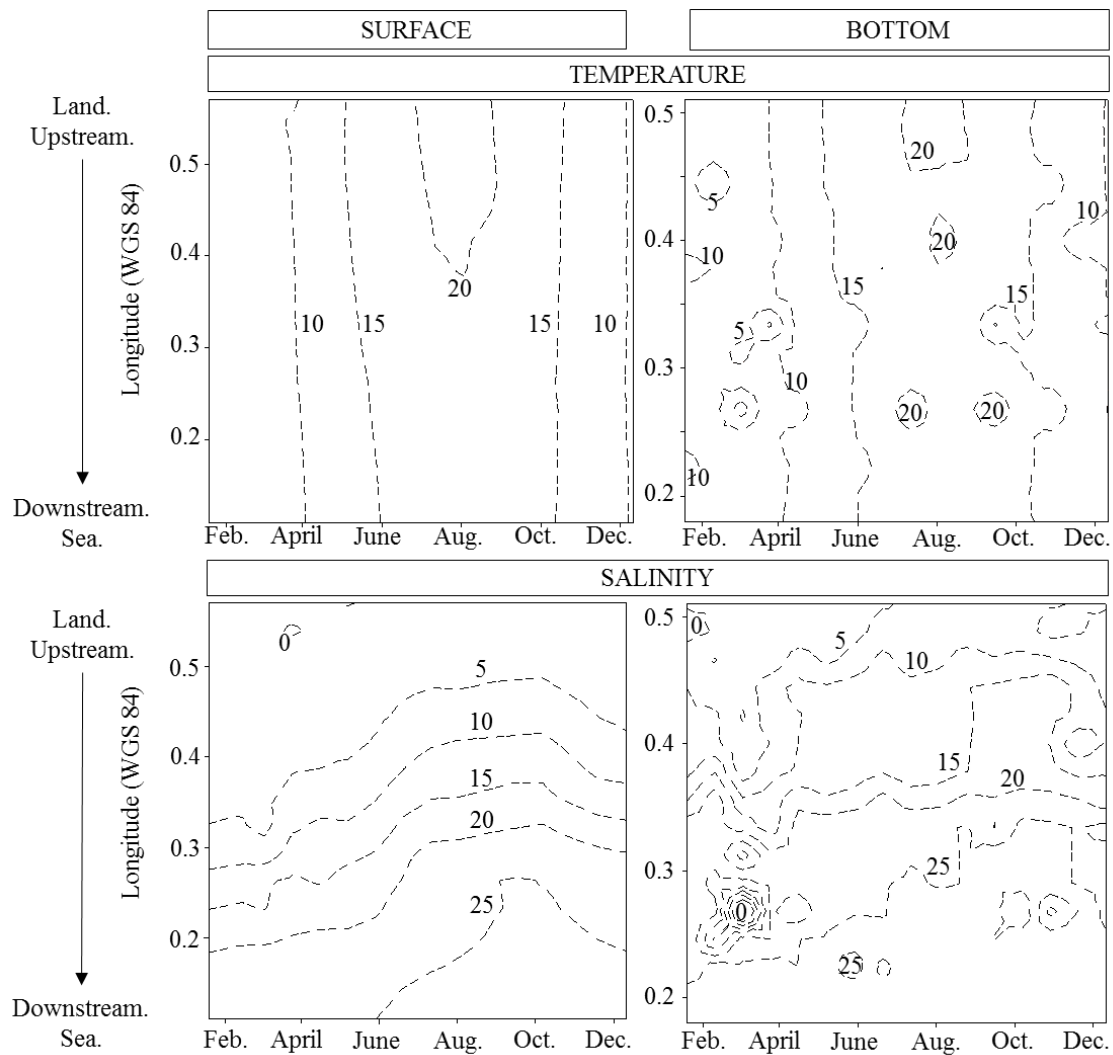 SURFACE
BOTTOM
TEMPERATURE
Land.
Upstream.
Downstream.
Sea.
Longitude (WGS 84)
0.5
0.4
0.3
0.2
10
15
20
15
10
Feb.
April
June
Aug.
Oct.
Dec.
0.5
0.4
0.3
0.2
20
5
10
10
20
15
15
5
10
20
20
10
Feb.
April
June
Aug.
Oct.
Dec.
SALINITY
Land.
Upstream.
Downstream.
Sea.
Longitude (WGS 84)
0.5
0.4
0.3
0.2
0
5
10
15
20
25
Feb.
April
June
Aug.
Oct.
Dec.
0.5
0.4
0.3
0.2
0
5
10
15
20
25
0
25
Feb.
April
June
Aug.
Oct.
Dec.